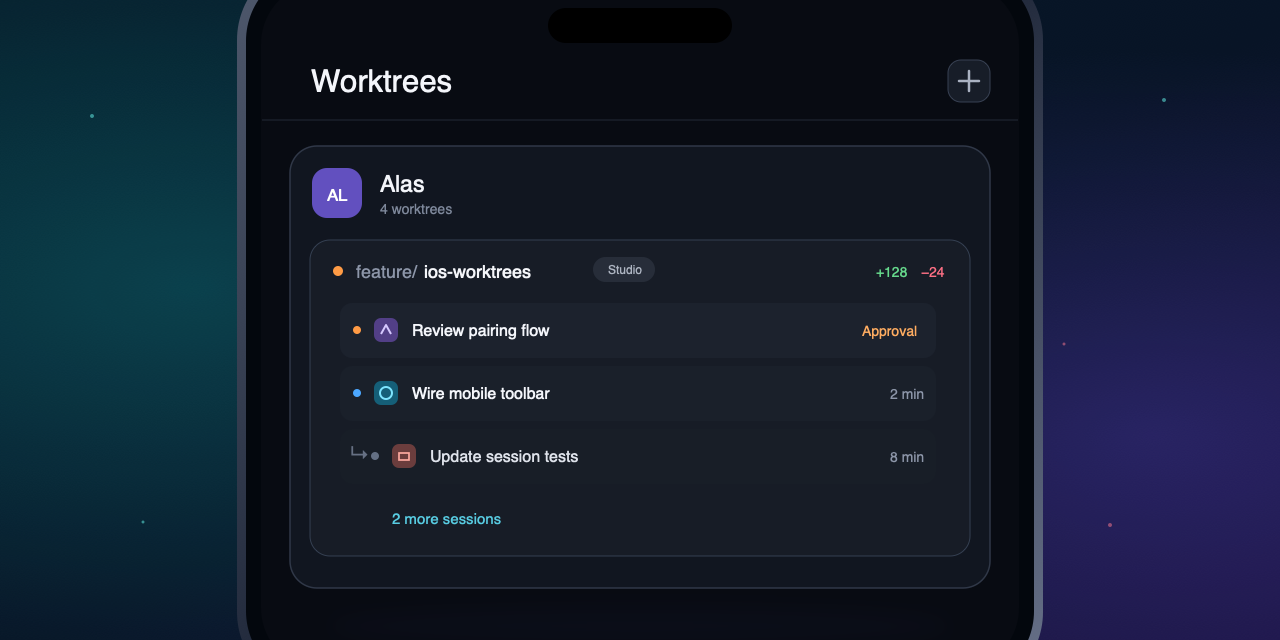 Worktrees
AL
Alas
4 worktrees
feature/ ios-worktrees Studio +128 −24
Review pairing flow Approval
Wire mobile toolbar 2 min
Update session tests 8 min
2 more sessions